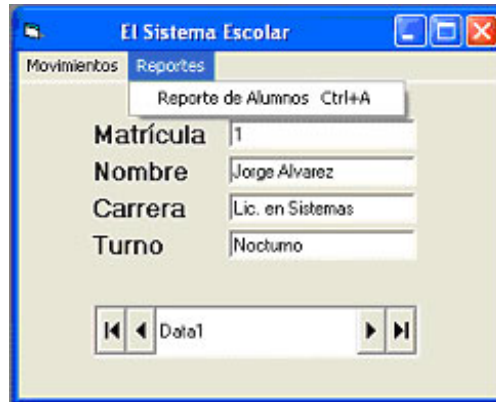 El Sistema Escolar
Movimientos Reportes
Reporte de Alumnos Ctrl+A
Matrícula 1
Nombre Jorge Alvarez
Carrera Lic. en Sistemas
Turno Nocturno
Data1